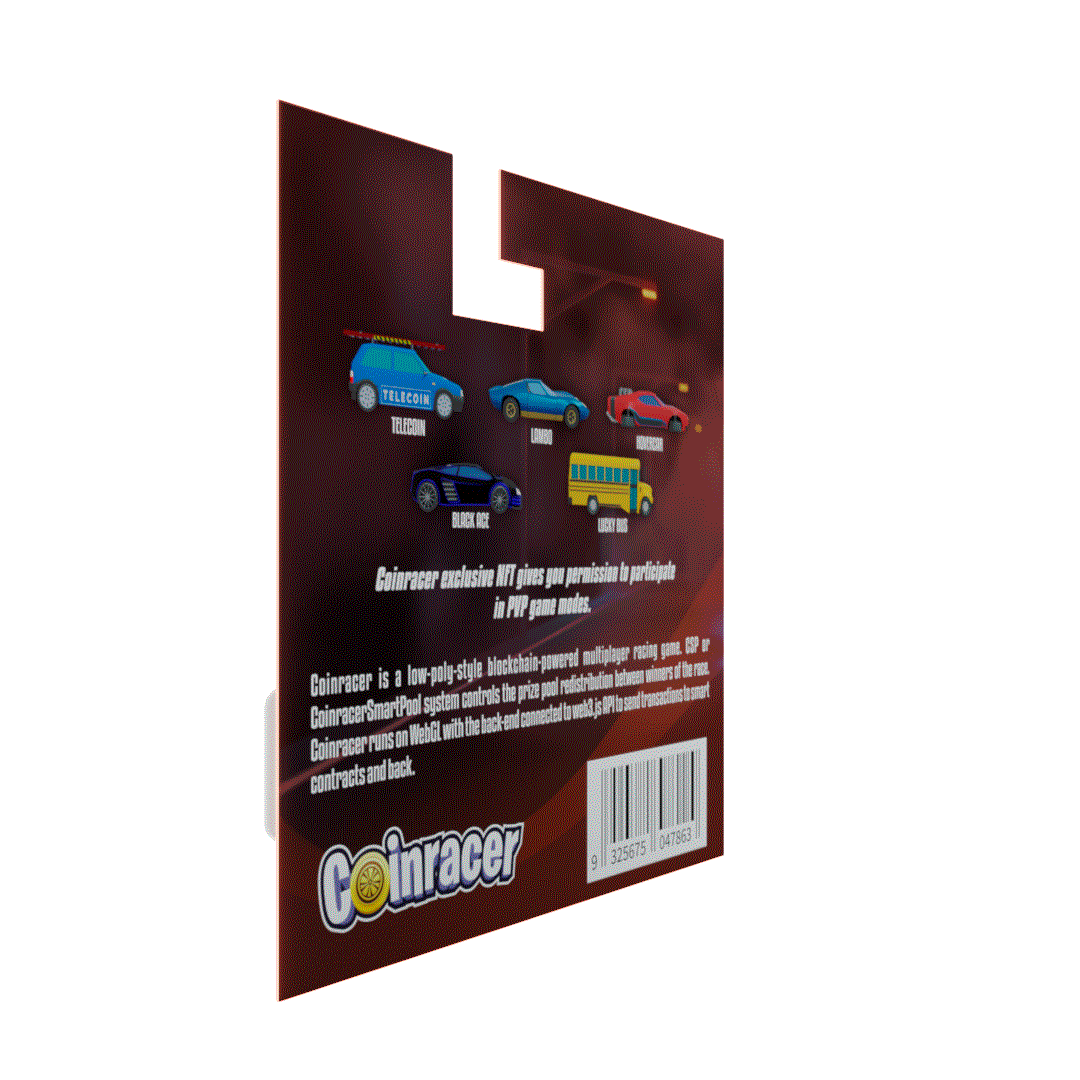 TELECOIN
TELECOIN
LAMBO
HOVERCAR
BLACK ACE
LUCKY BUS
Coinracer exclusive NFT gives you permission to participate
in PVP game modes.
Coinracer is a low-poly-style blockchain-powered multiplayer racing game. CSP or
CoinracerSmartPool system controls the prize pool redistribution between winners of the race.
Coinracer runs on WebGL with the back-end connected to web3.js API to send transactions to smart
contracts and back.
Coinracer
9 325675 047863